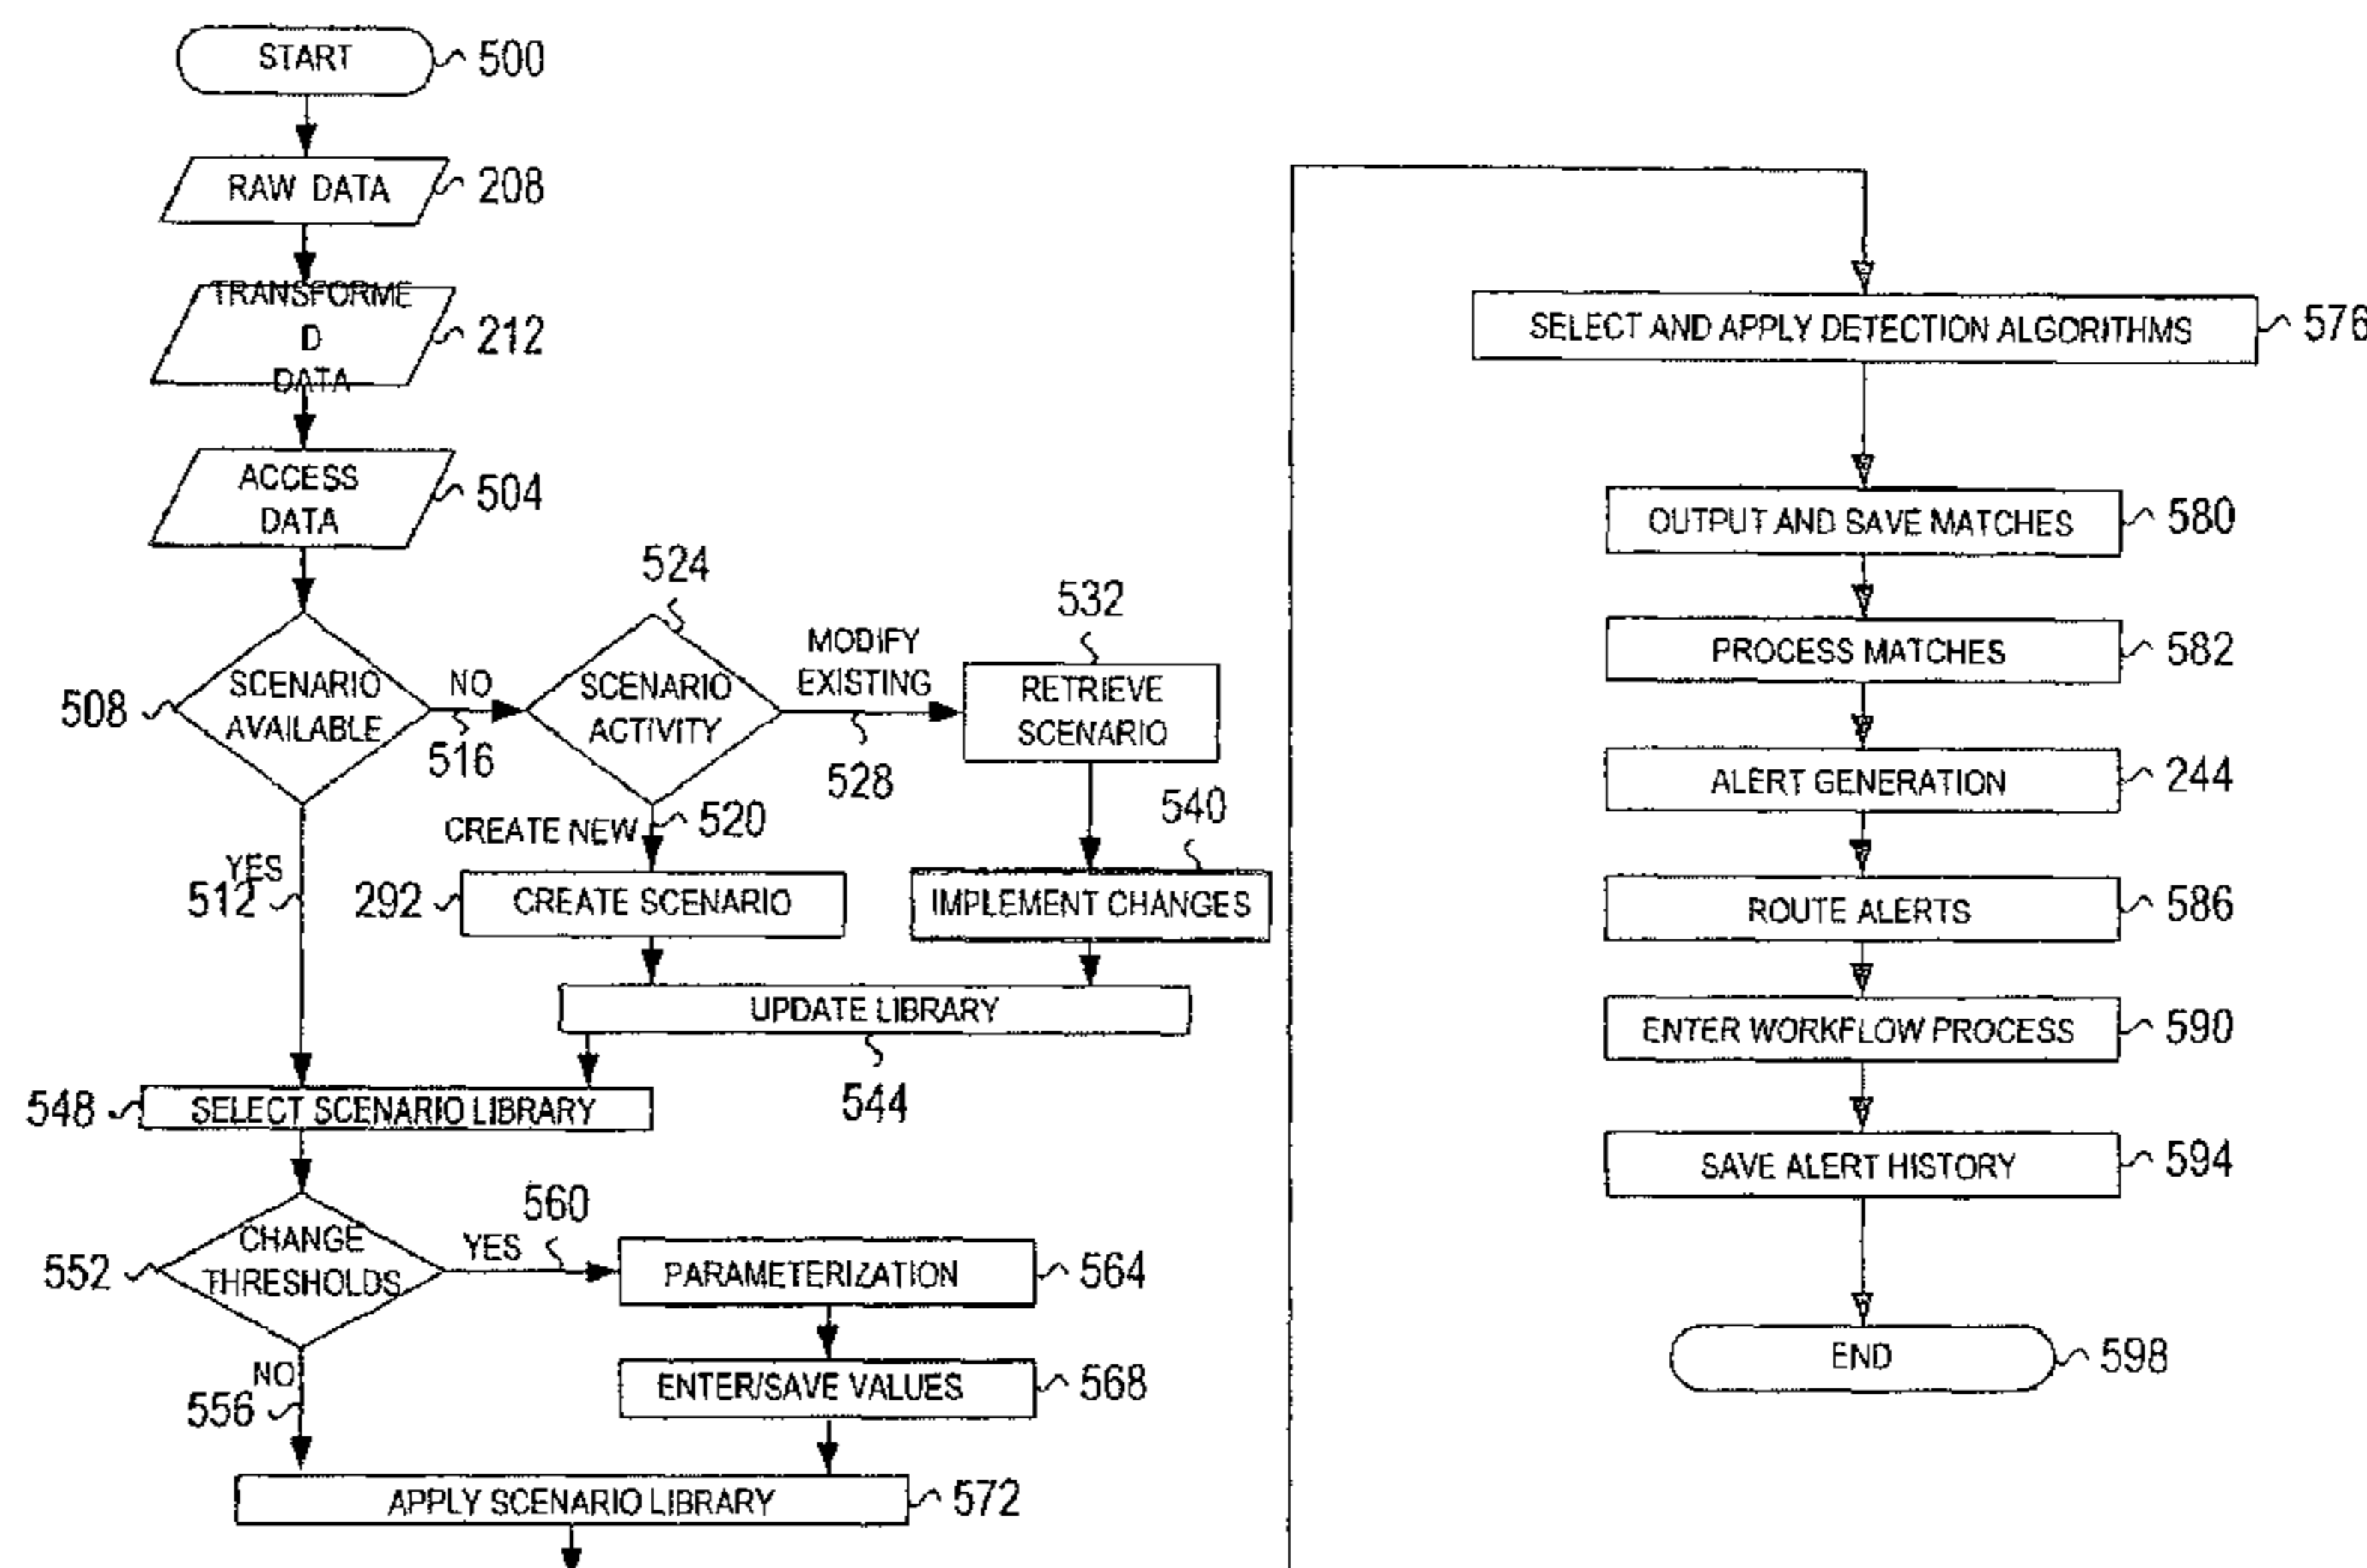 START
500
RAW DATA
208
TRANSFORME
D
DATA
212
ACCESS
DATA
504
SCENARIO
AVAILABLE
508
NO
516
524
SCENARIO
ACTIVITY
MODIFY
EXISTING
528
532
RETRIEVE
SCENARIO
YES
512
CREATE NEW
520
292
CREATE SCENARIO
540
IMPLEMENT CHANGES
UPDATE LIBRARY
544
548
SELECT SCENARIO LIBRARY
552
CHANGE
THRESHOLDS
YES
560
PARAMETERIZATION
564
NO
556
ENTER/SAVE VALUES
568
APPLY SCENARIO LIBRARY
572
SELECT AND APPLY DETECTION ALGORITHMS
576
OUTPUT AND SAVE MATCHES
580
PROCESS MATCHES
582
ALERT GENERATION
244
ROUTE ALERTS
586
ENTER WORKFLOW PROCESS
590
SAVE ALERT HISTORY
594
END
598